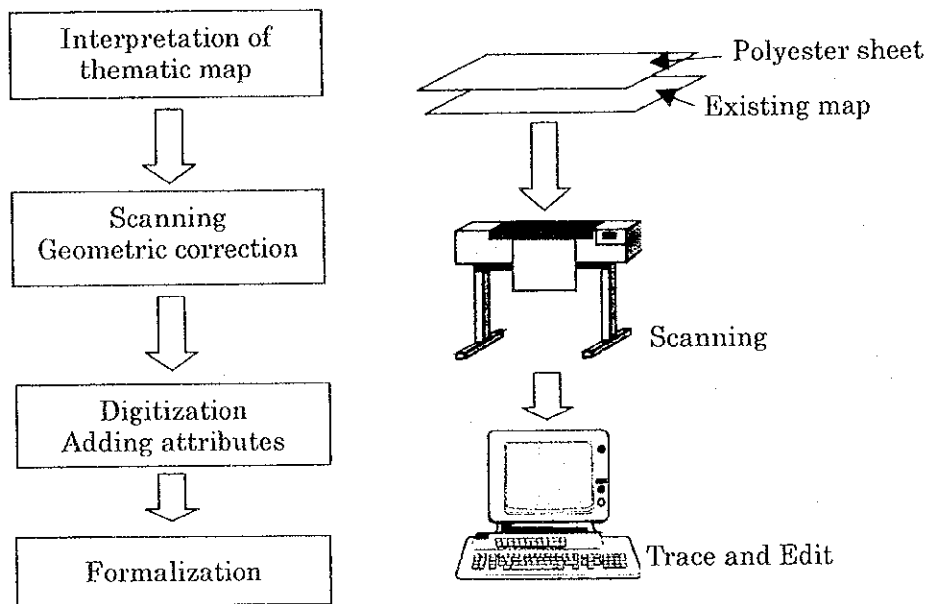 Interpretation of
thematic map
Scanning
Geometric correction
Digitization
Adding attributes
Formalization
Polyester sheet
Existing map
Scanning
Trace and Edit